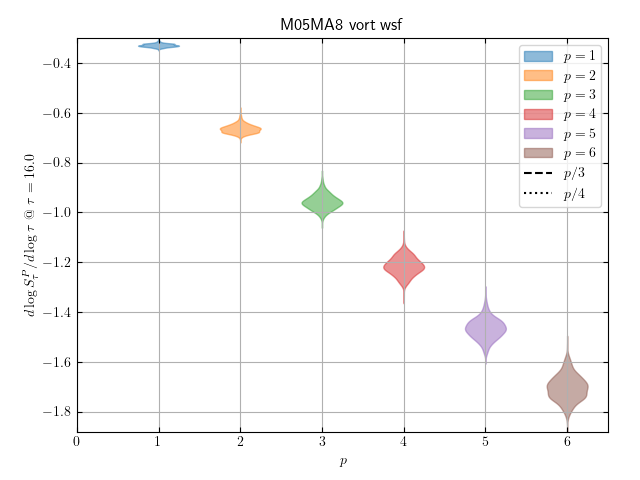 M05MA8 vort wsf
d log S_τ^P / d log τ @ τ = 16.0
−0.4
−0.6
−0.8
−1.0
−1.2
−1.4
−1.6
−1.8
0 1 2 3 4 5 6
p
p = 1
p = 2
p = 3
p = 4
p = 5
p = 6
p/3
p/4